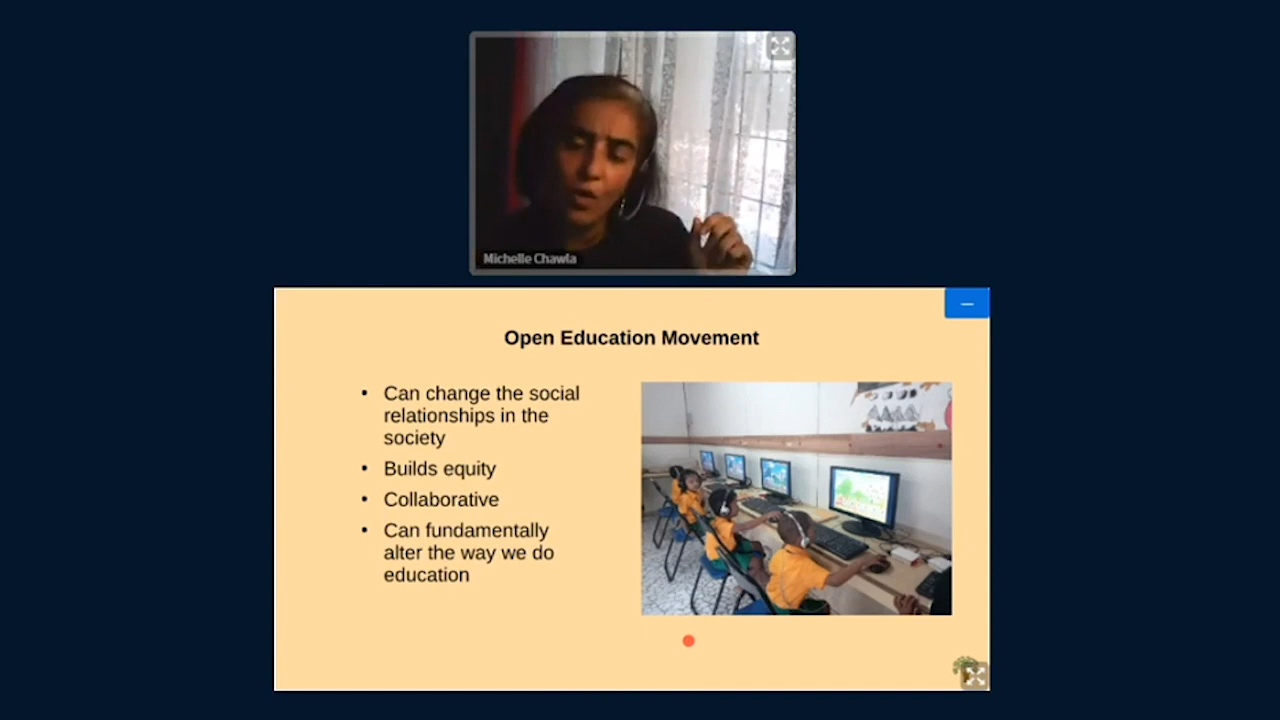 Michelle Chawla
Open Education Movement
• Can change the social
relationships in the
society
• Builds equity
• Collaborative
• Can fundamentally
alter the way we do
education